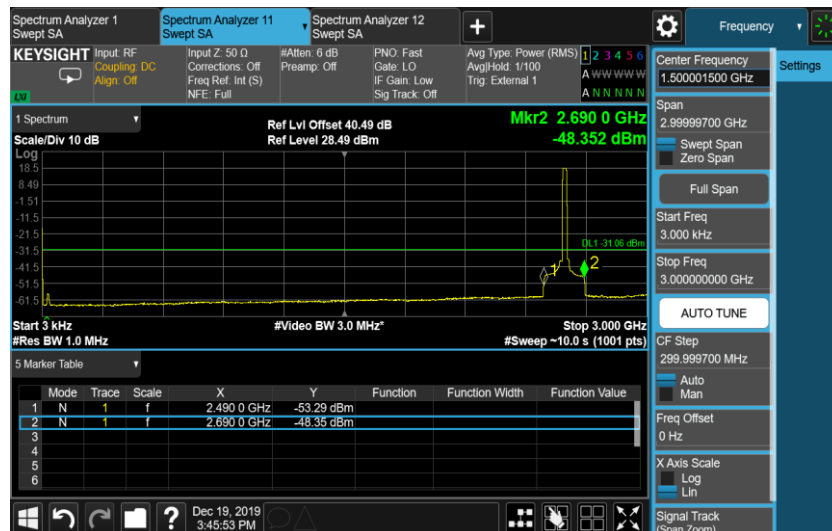 Spectrum Analyzer 1
Swept SA
Spectrum Analyzer 11
Swept SA
Spectrum Analyzer 12
Swept SA
Frequency
KEYSIGHT
Input: RF
Coupling: DC
Align: Off
Input Z: 50 Ω
Corrections: Off
Freq Ref: Int (S)
NFE: Full
#Atten: 6 dB
Preamp: Off
PNO: Fast
Gate: LO
IF Gain: Low
Sig Track: Off
Avg Type: Power (RMS)
Avg|Hold: 1/100
Trig: External 1
1 2 3 4 5 6
A W W W W W
A N N N N N
LXI
1 Spectrum
Scale/Div 10 dB
Ref Lvl Offset 40.49 dB
Ref Level 28.49 dBm
Mkr2 2.690 0 GHz
-48.352 dBm
Log
18.5
8.49
-1.51
-11.5
-21.5
-31.5
-41.5
-51.5
-61.5
DL1 -31.06 dBm
1
2
Start 3 kHz
#Res BW 1.0 MHz
#Video BW 3.0 MHz*
Stop 3.000 GHz
#Sweep ~10.0 s (1001 pts)
5 Marker Table
Mode Trace Scale X Y Function Function Width Function Value
1 N 1 f 2.490 0 GHz -53.29 dBm
2 N 1 f 2.690 0 GHz -48.35 dBm
3
4
5
6
?
Dec 19, 2019
3:45:53 PM
Settings
Center Frequency
1.500001500 GHz
Span
2.99999700 GHz
Swept Span
Zero Span
Full Span
Start Freq
3.000 kHz
Stop Freq
3.000000000 GHz
AUTO TUNE
CF Step
299.999700 MHz
Auto
Man
Freq Offset
0 Hz
X Axis Scale
Log
Lin
Signal Track
(Span Zoom)